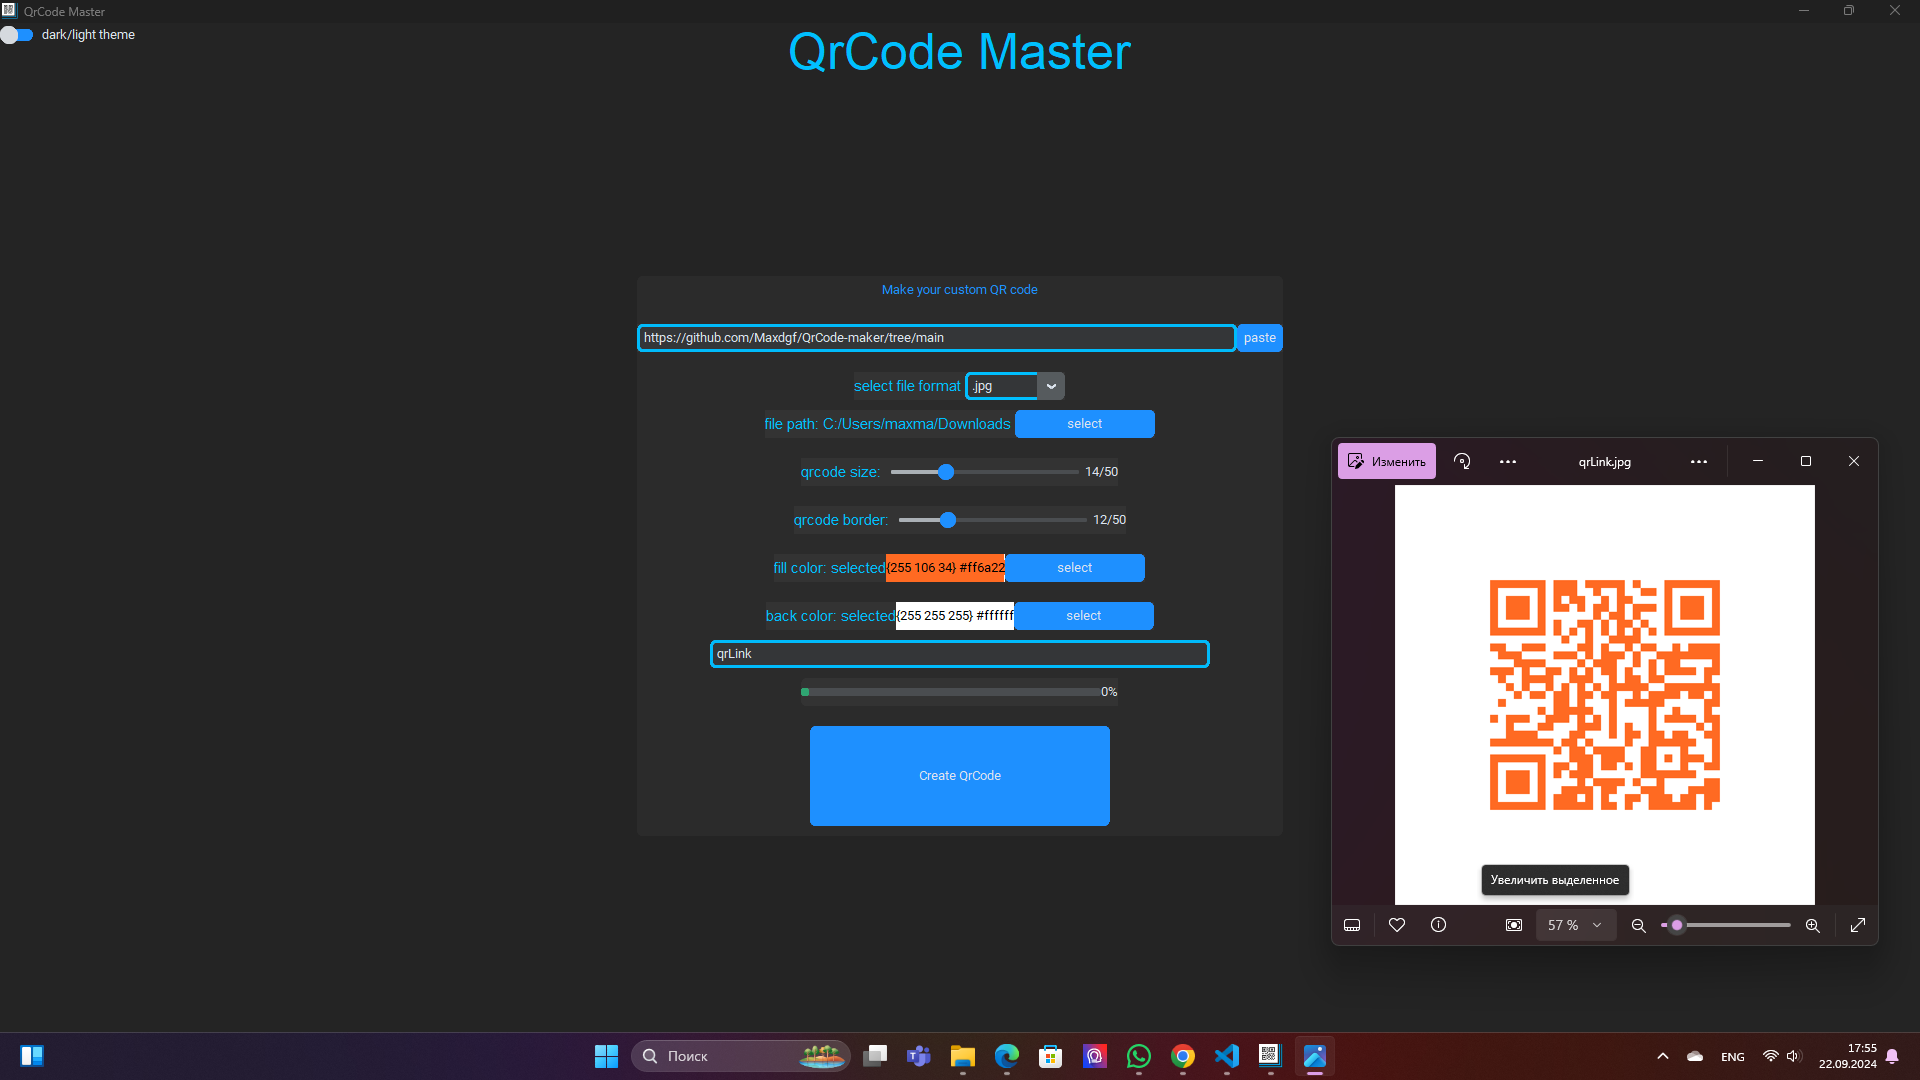 QrCode Master
dark/light theme
QrCode Master
Make your custom QR code
https://github.com/Maxdgf/QrCode-maker/tree/main
paste
select file format .jpg
file path: C:/Users/maxma/Downloads select
qrcode size: 14/50
qrcode border: 12/50
fill color: selected{255 106 34} #ff6a22 select
back color: selected{255 255 255} #ffffff select
qrLink
0%
Create QrCode
Изменить
qrLink.jpg
Увеличить выделенное
57 %
Поиск
ENG
17:55
22.09.2024